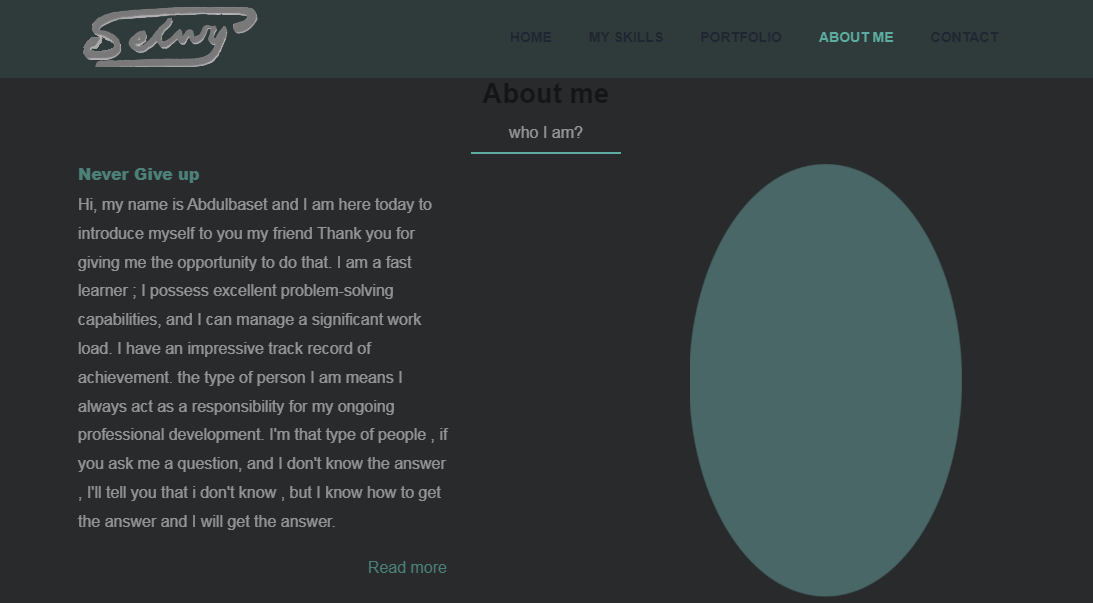 Selwy
HOME MY SKILLS PORTFOLIO ABOUT ME CONTACT
About me
who I am?
Never Give up
Hi, my name is Abdulbaset and I am here today to
introduce myself to you my friend Thank you for
giving me the opportunity to do that. I am a fast
learner ; I possess excellent problem-solving
capabilities, and I can manage a significant work
load. I have an impressive track record of
achievement. the type of person I am means I
always act as a responsibility for my ongoing
professional development. I'm that type of people , if
you ask me a question, and I don't know the answer
, I'll tell you that i don't know , but I know how to get
the answer and I will get the answer.
Read more